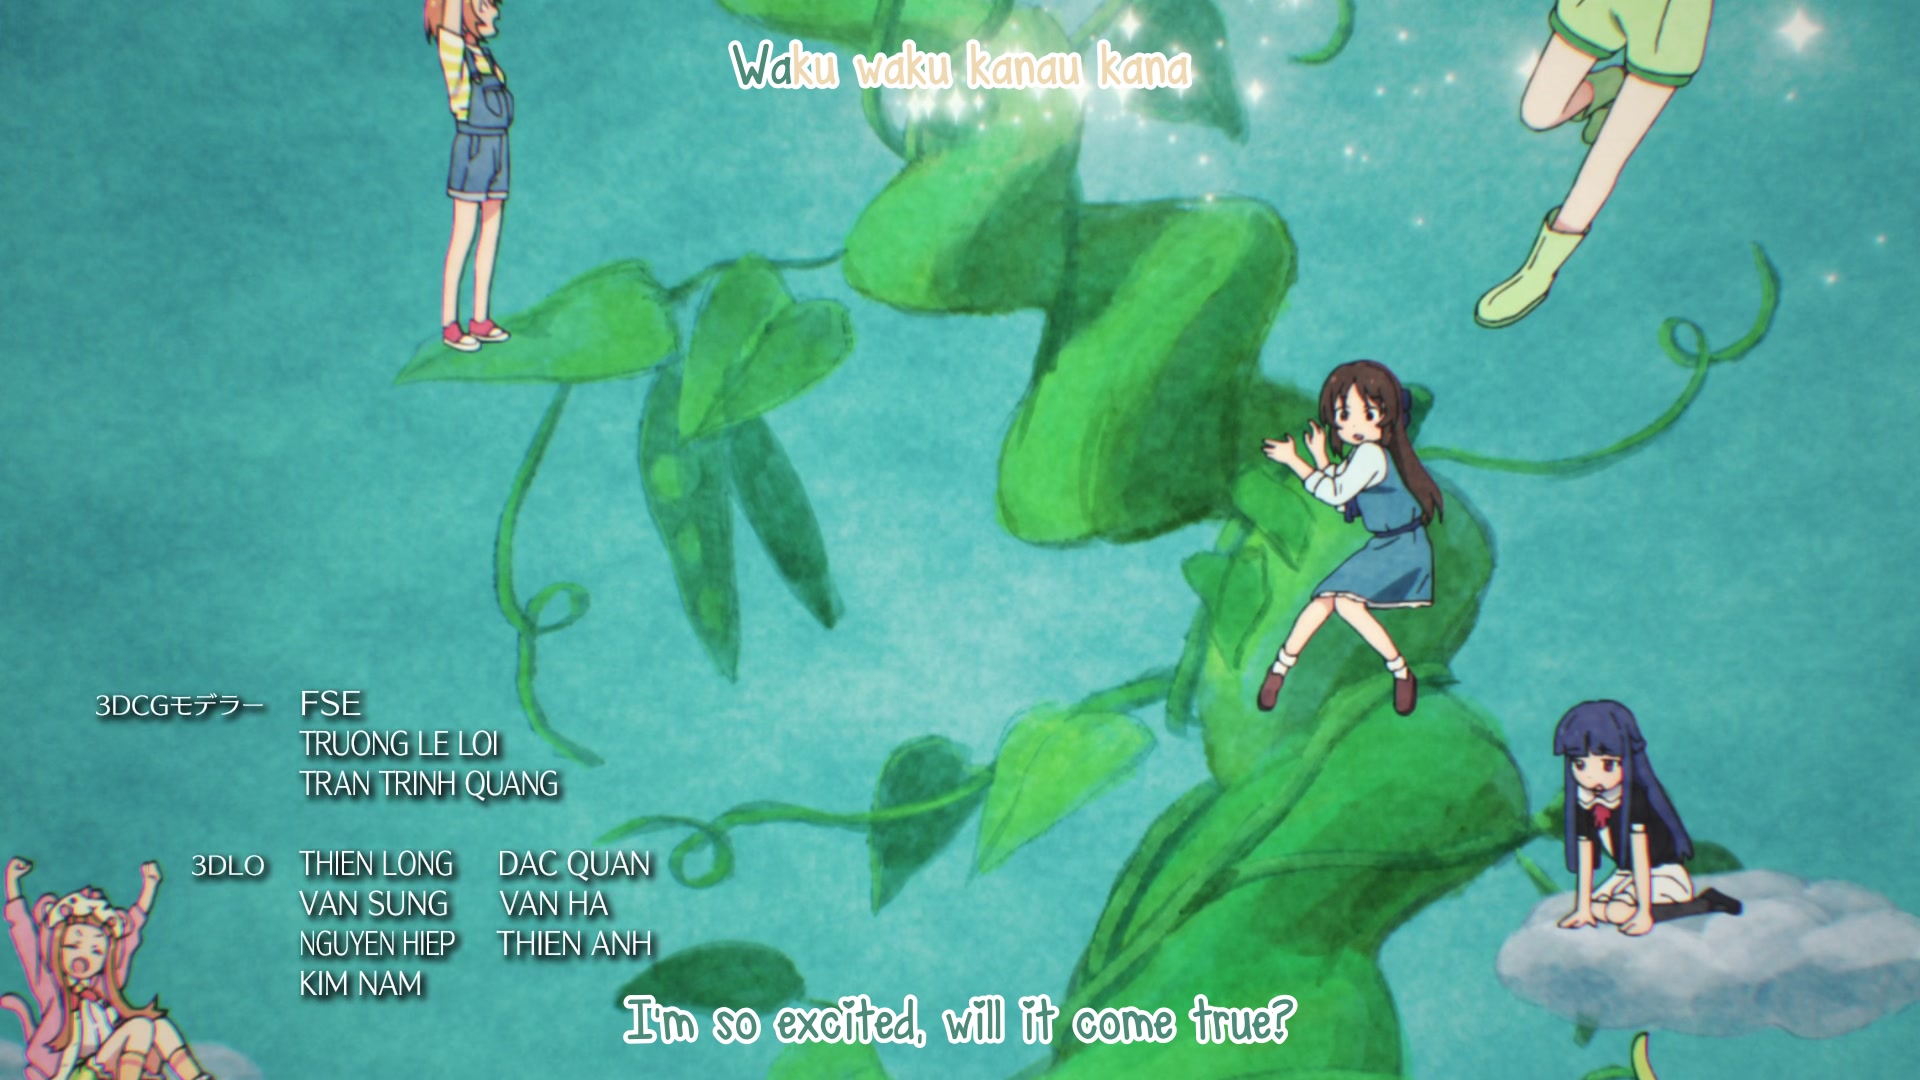 Waku waku kanau kana
3DCGモデラー FSE
TRUONG LE LOI
TRAN TRINH QUANG
3DLO THIEN LONG DAC QUAN
VAN SUNG VAN HA
NGUYEN HIEP THIEN ANH
KIM NAM
I'm so excited, will it come true?